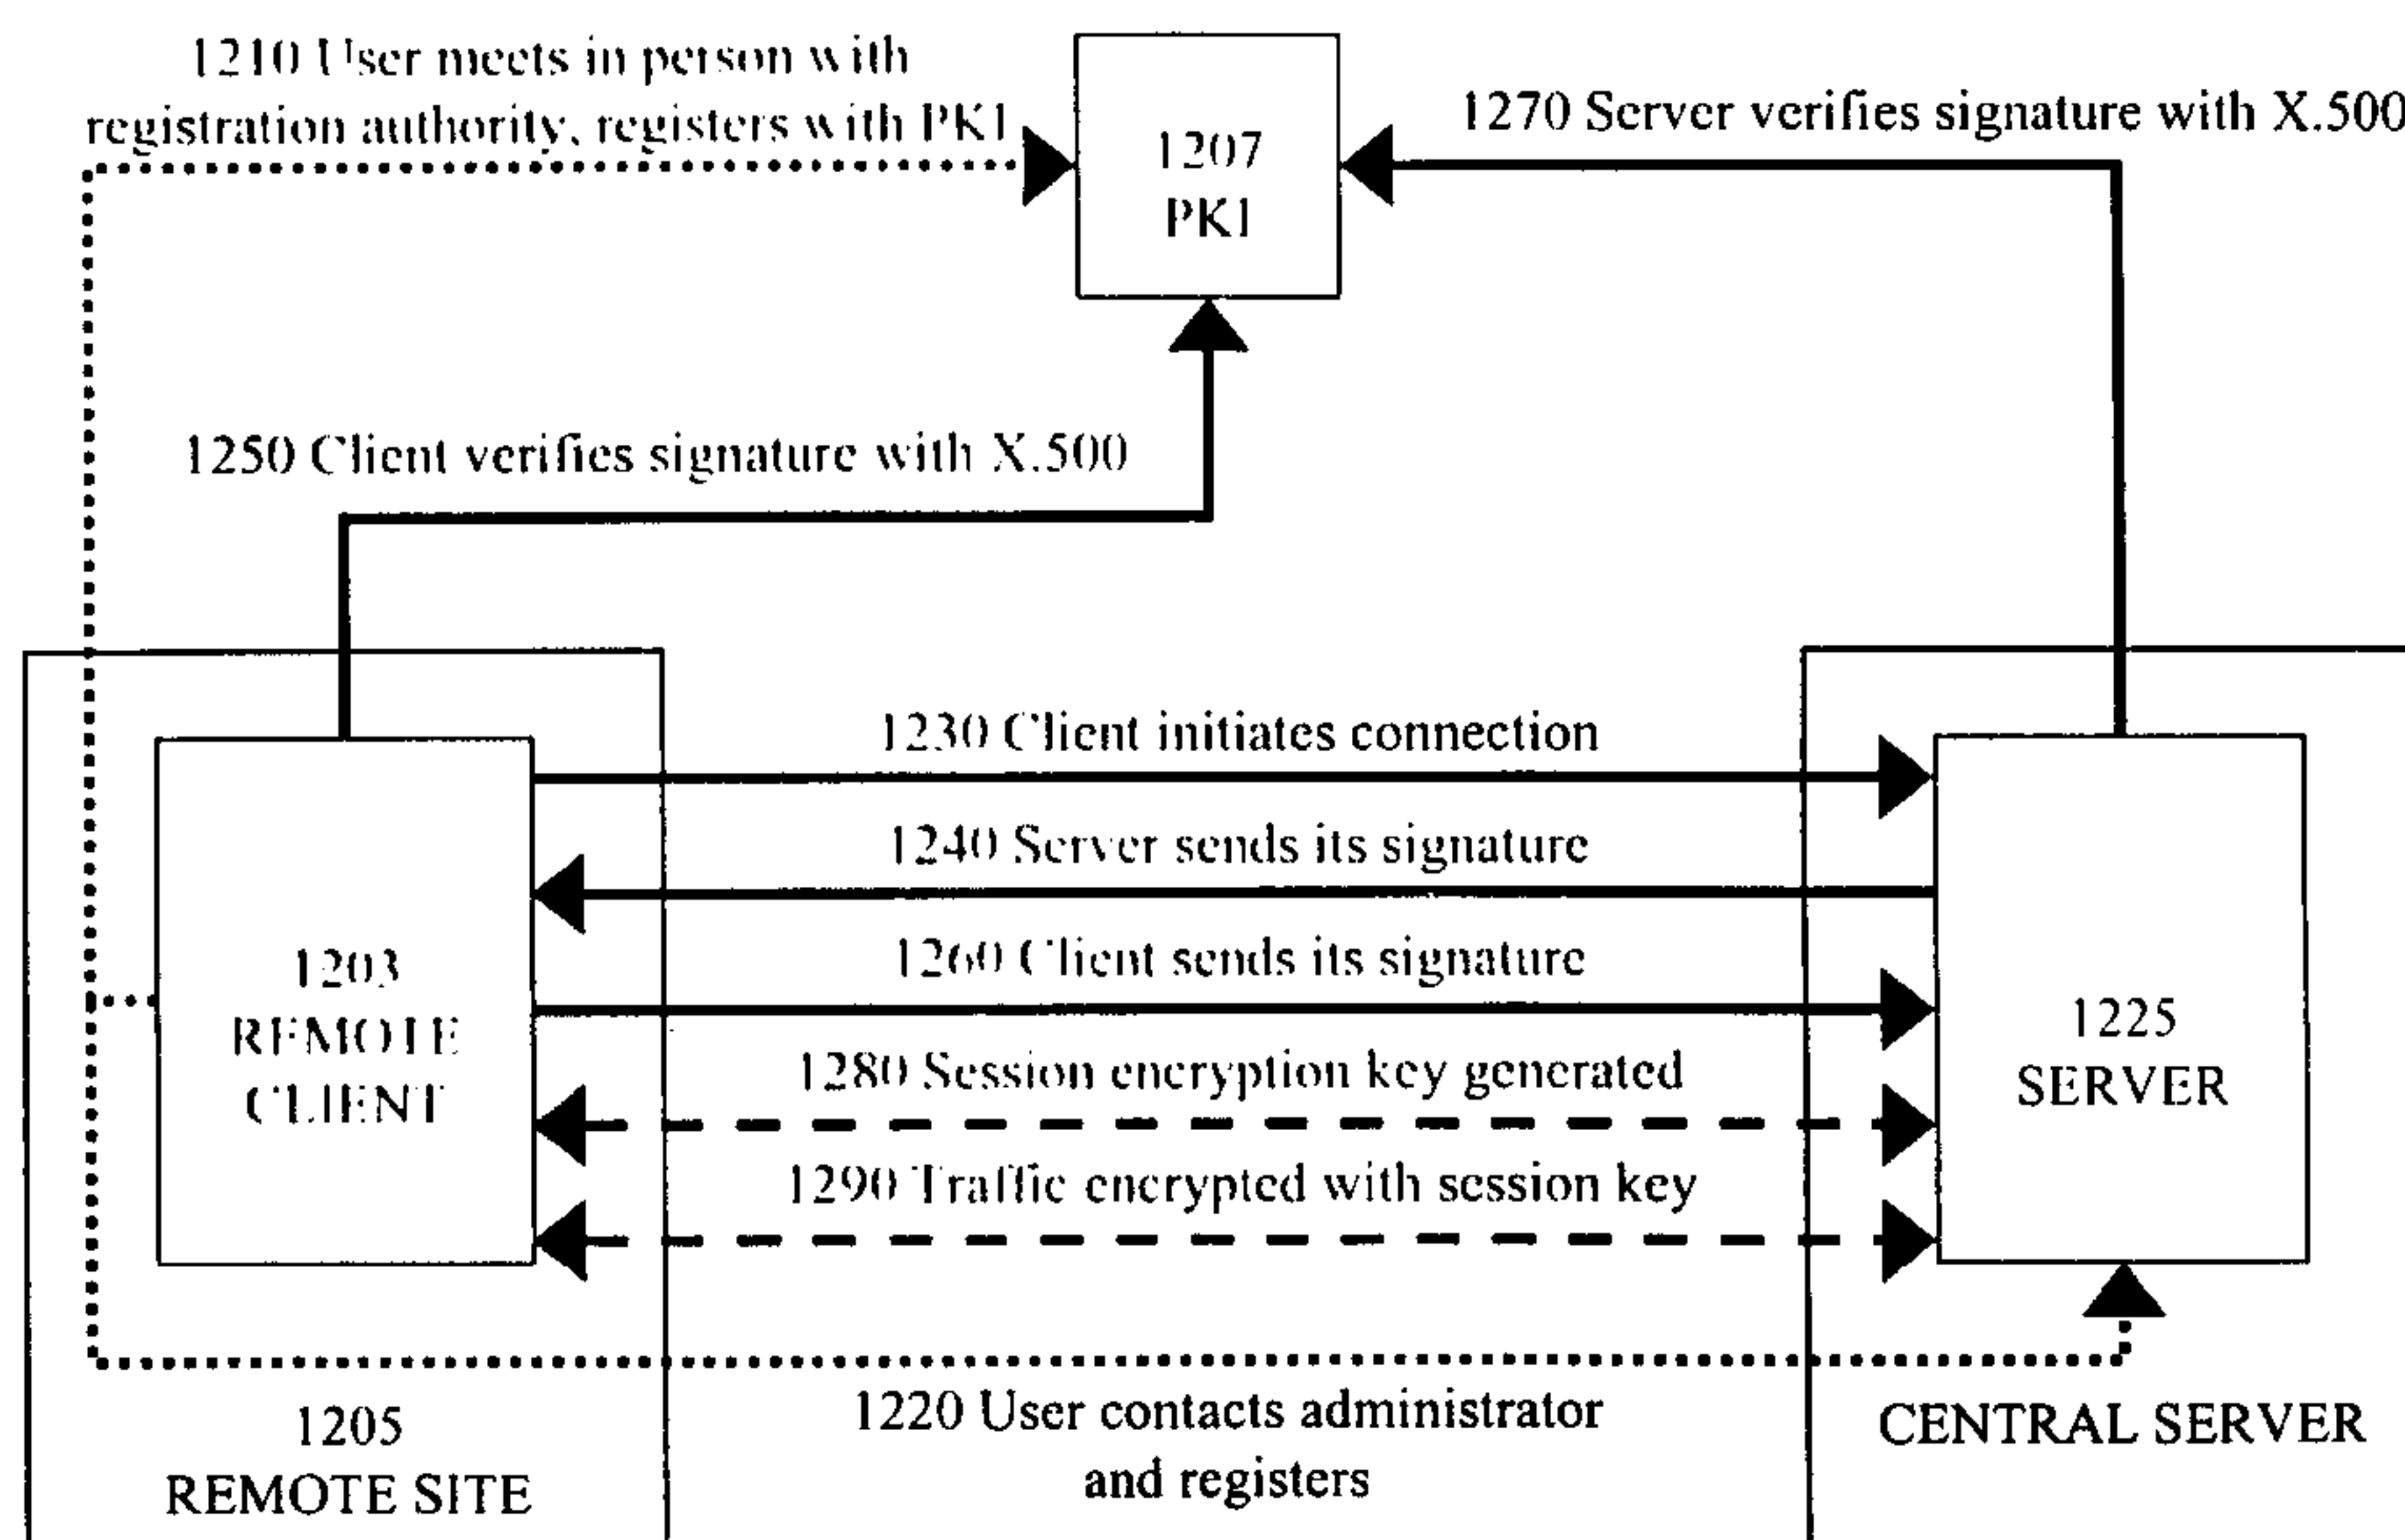 1210 User meets in person with
registration authority, registers with PKI
1207
PKI
1270 Server verifies signature with X.500
1250 Client verifies signature with X.500
1230 Client initiates connection
1240 Server sends its signature
1260 Client sends its signature
1203
REMOTE
CLIENT
1225
SERVER
1280 Session encryption key generated
1290 Traffic encrypted with session key
1220 User contacts administrator
and registers
1205
REMOTE SITE
CENTRAL SERVER